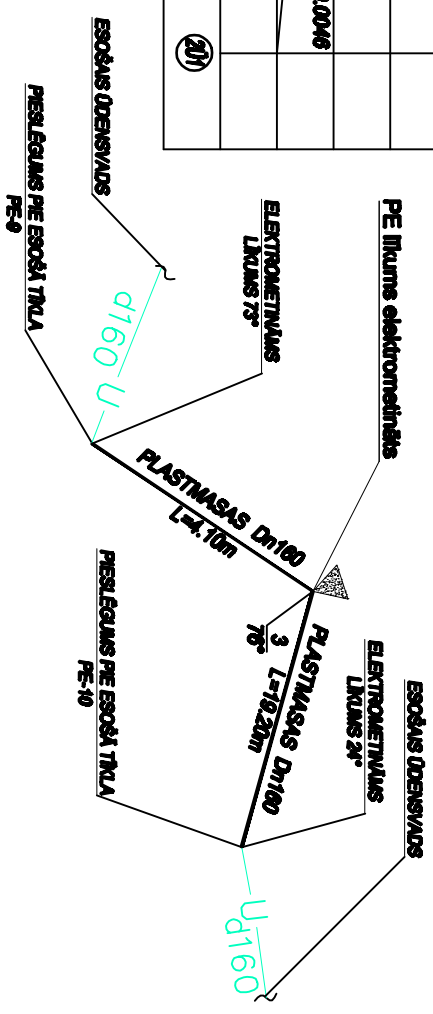 .0046
201
ESOŠAIS ŪDENSVADS
PIESLĒGUMS PIE ESOŠĀ TĪKLA
PE-9
ELEKTROMETINĀMS
LĪKUMS 73°
PE līkums elektrometināts
d160 U
PLASTMASAS Dn160
L=4.10m
3
76°
PLASTMASAS Dn160
L=19.20m
PIESLĒGUMS PIE ESOŠĀ TĪKLA
PE-10
ELEKTROMETINĀMS
LĪKUMS 24°
ESOŠAIS ŪDENSVADS
U d160